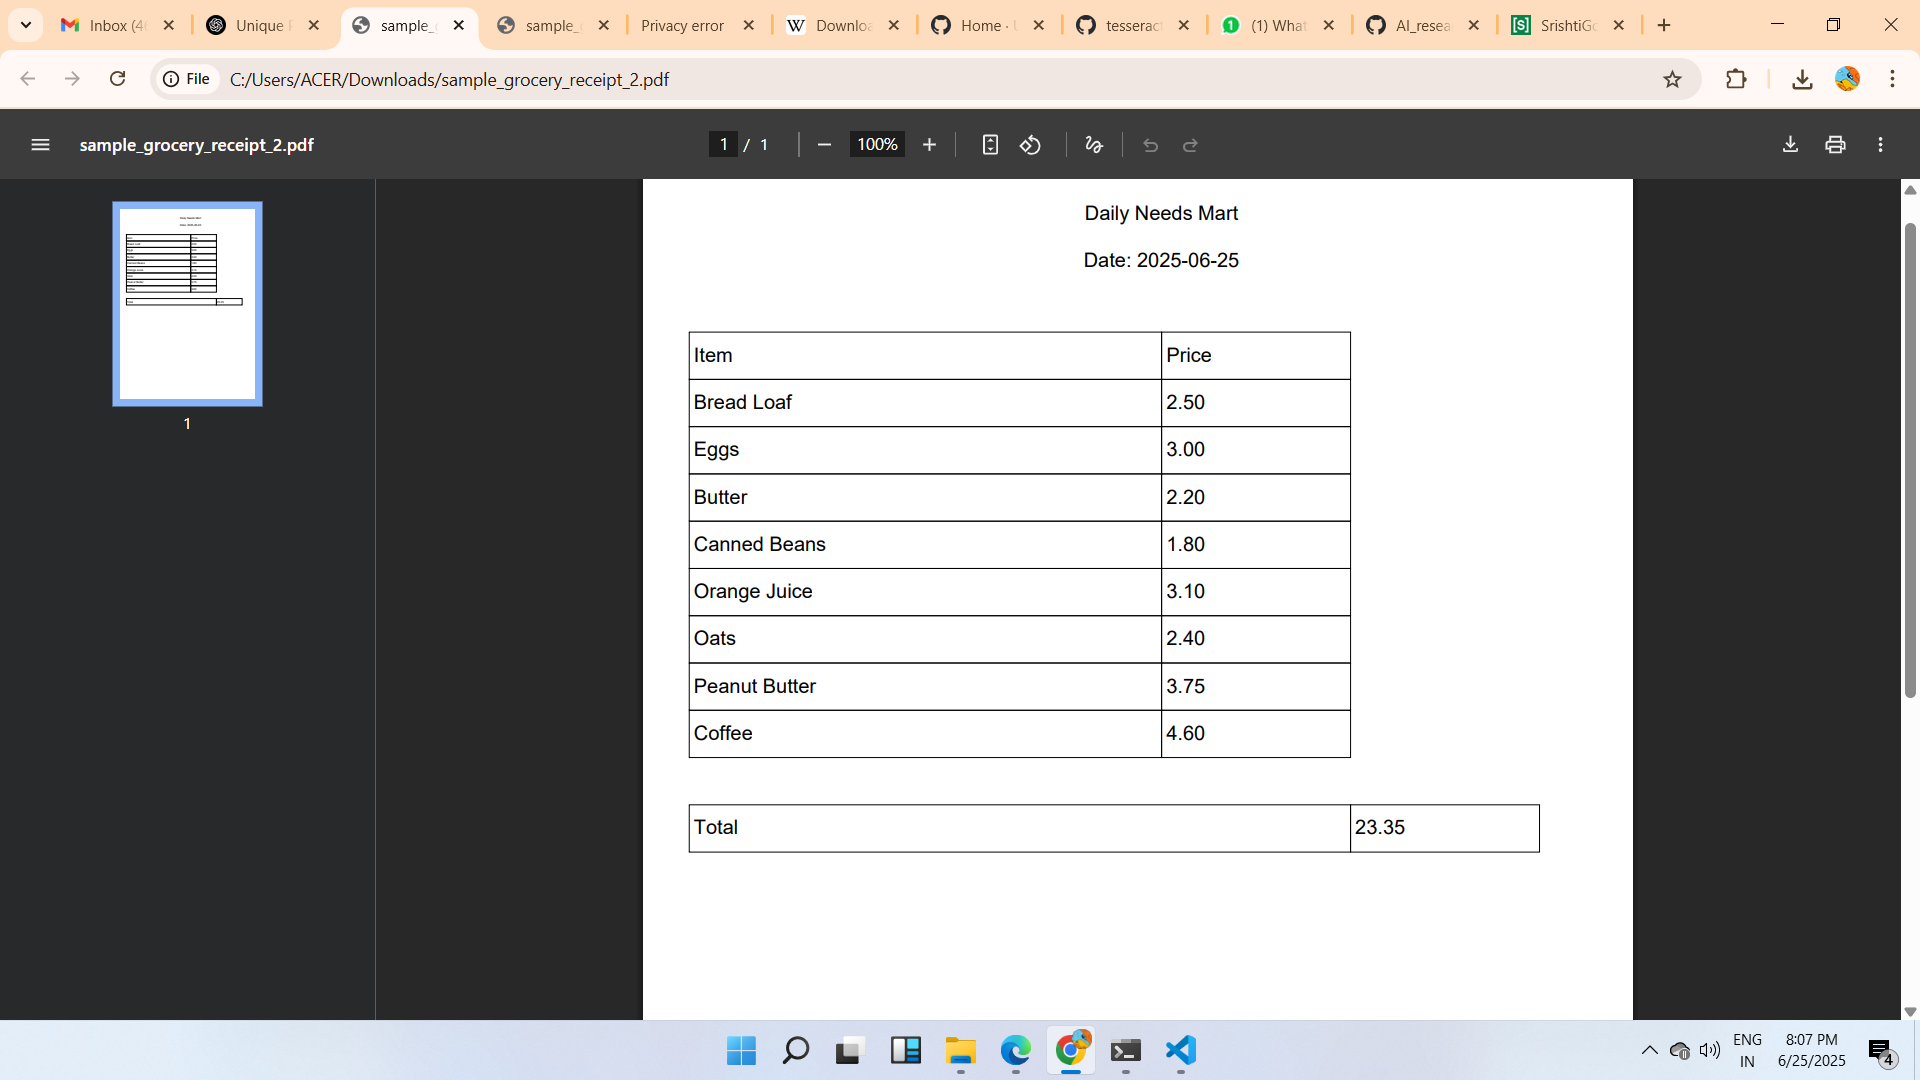 Inbox (4
Unique
sample_
sample_
Privacy error
Downloa
Home ·
tesserac
(1) What
AI_resea
SrishtiG
File
C:/Users/ACER/Downloads/sample_grocery_receipt_2.pdf
sample_grocery_receipt_2.pdf
1 / 1
100%
1
Daily Needs Mart
Date: 2025-06-25
Item Price
Bread Loaf 2.50
Eggs 3.00
Butter 2.20
Canned Beans 1.80
Orange Juice 3.10
Oats 2.40
Peanut Butter 3.75
Coffee 4.60
Total 23.35
ENG
IN
8:07 PM
6/25/2025
4